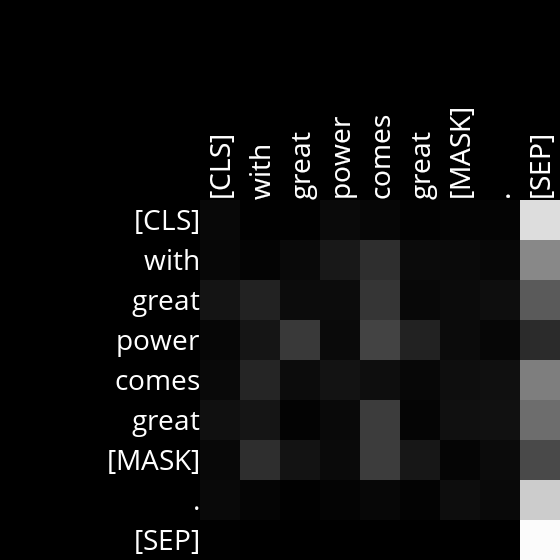 [CLS] with great power comes great [MASK] . [SEP]
[CLS]
with
great
power
comes
great
[MASK]
.
[SEP]